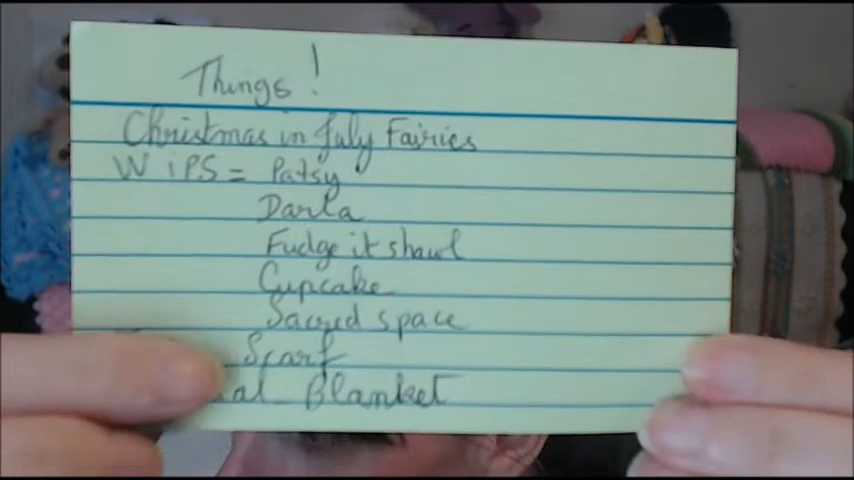 Things!
Christmas in July Fairies
WiPS = Patsy
Darla
Fudge it shawl
Cupcake
Sacred space
Scarf
Blanket